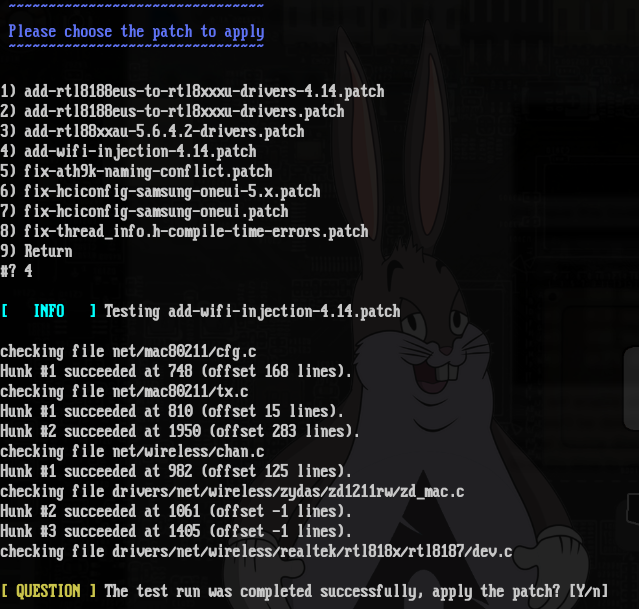 Please choose the patch to apply
1) add-rtl8188eus-to-rtl8xxxu-drivers-4.14.patch
2) add-rtl8188eus-to-rtl8xxxu-drivers.patch
3) add-rtl88xxau-5.6.4.2-drivers.patch
4) add-wifi-injection-4.14.patch
5) fix-ath9k-naming-conflict.patch
6) fix-hciconfig-samsung-oneui-5.x.patch
7) fix-hciconfig-samsung-oneui.patch
8) fix-thread_info.h-compile-time-errors.patch
9) Return
#? 4
[ INFO ] Testing add-wifi-injection-4.14.patch
checking file net/mac80211/cfg.c
Hunk #1 succeeded at 748 (offset 168 lines).
checking file net/mac80211/tx.c
Hunk #1 succeeded at 810 (offset 15 lines).
Hunk #2 succeeded at 1950 (offset 283 lines).
checking file net/wireless/chan.c
Hunk #1 succeeded at 982 (offset 125 lines).
checking file drivers/net/wireless/zydas/zd1211rw/zd_mac.c
Hunk #2 succeeded at 1061 (offset -1 lines).
Hunk #3 succeeded at 1405 (offset -1 lines).
checking file drivers/net/wireless/realtek/rtl818x/rtl8187/dev.c
[ QUESTION ] The test run was completed successfully, apply the patch? [Y/n]